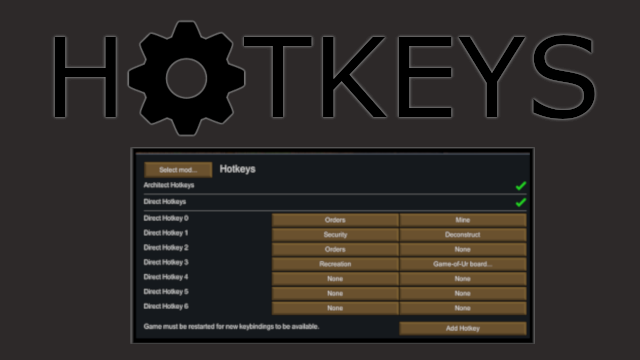 HOTKEYS
Select mod... Hotkeys
Architect Hotkeys
Direct Hotkeys
Direct Hotkey 0 Orders Mine
Direct Hotkey 1 Security Deconstruct
Direct Hotkey 2 Orders None
Direct Hotkey 3 Recreation Game-of-Ur board...
Direct Hotkey 4 None None
Direct Hotkey 5 None None
Direct Hotkey 6 None None
Game must be restarted for new keybindings to be available. Add Hotkey